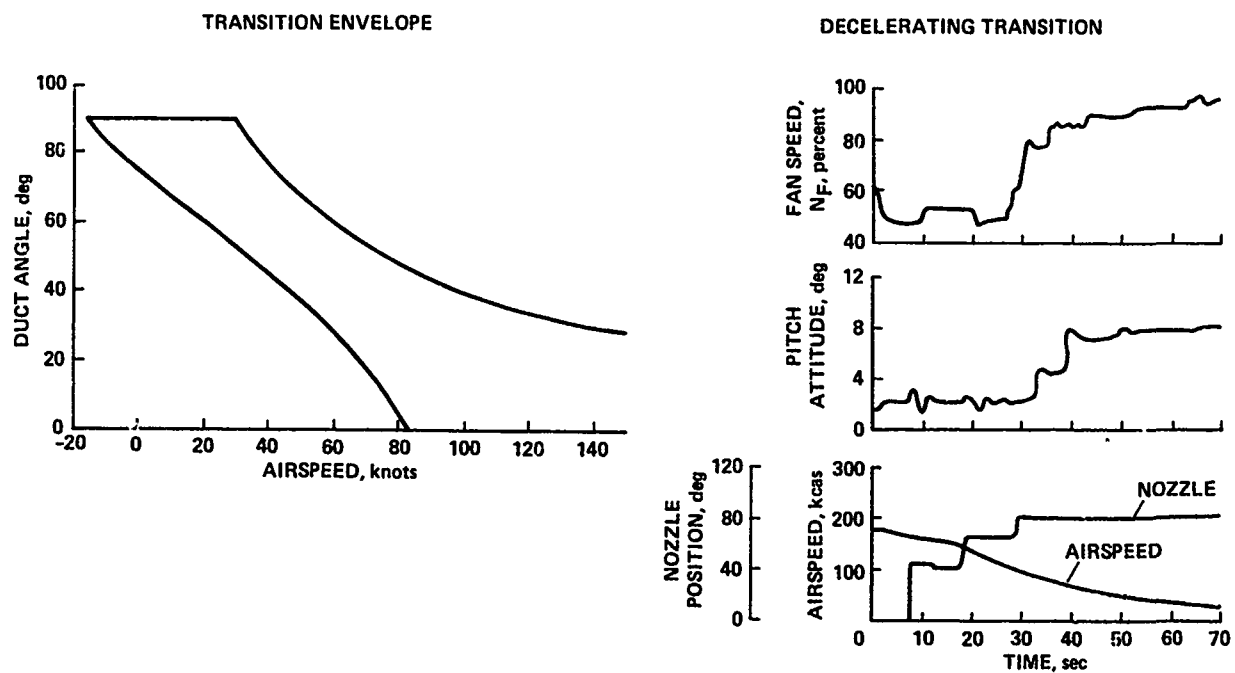 TRANSITION ENVELOPE
100
80
60
40
20
0
DUCT ANGLE, deg
-20 0 20 40 60 80 100 120 140
AIRSPEED, knots
DECELERATING TRANSITION
100
80
60
40
FAN SPEED,
NF, percent
12
8
4
0
PITCH
ATTITUDE, deg
120
80
40
0
NOZZLE
POSITION, deg
300
200
100
AIRSPEED, kcas
NOZZLE
AIRSPEED
0 10 20 30 40 50 60 70
TIME, sec